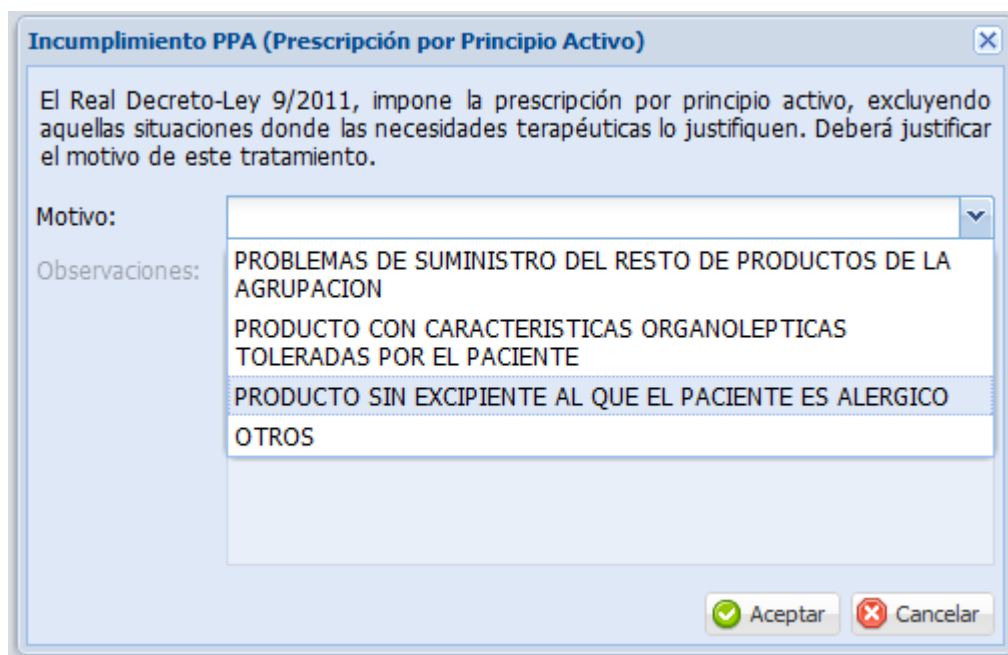 Incumplimiento PPA (Prescripción por Principio Activo)
El Real Decreto-Ley 9/2011, impone la prescripción por principio activo, excluyendo
aquellas situaciones donde las necesidades terapéuticas lo justifiquen. Deberá justificar
el motivo de este tratamiento.
Motivo:
Observaciones:
PROBLEMAS DE SUMINISTRO DEL RESTO DE PRODUCTOS DE LA
AGRUPACION
PRODUCTO CON CARACTERISTICAS ORGANOLEPTICAS
TOLERADAS POR EL PACIENTE
PRODUCTO SIN EXCIPIENTE AL QUE EL PACIENTE ES ALERGICO
OTROS
Aceptar
Cancelar